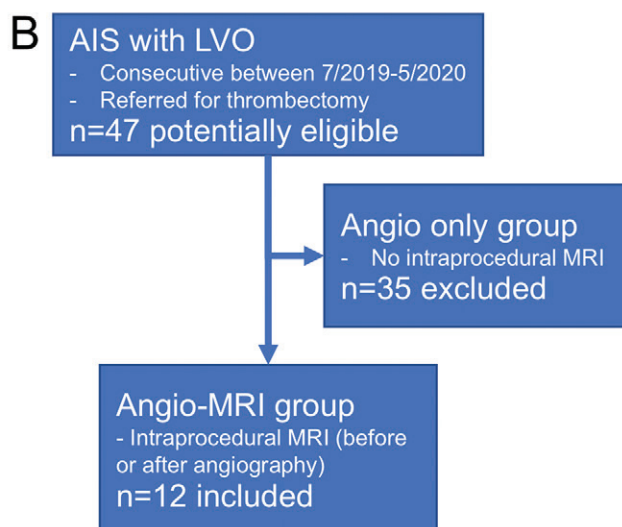 B
AIS with LVO
- Consecutive between 7/2019-5/2020
- Referred for thrombectomy
n=47 potentially eligible
Angio only group
- No intraprocedural MRI
n=35 excluded
Angio-MRI group
- Intraprocedural MRI (before
or after angiography)
n=12 included